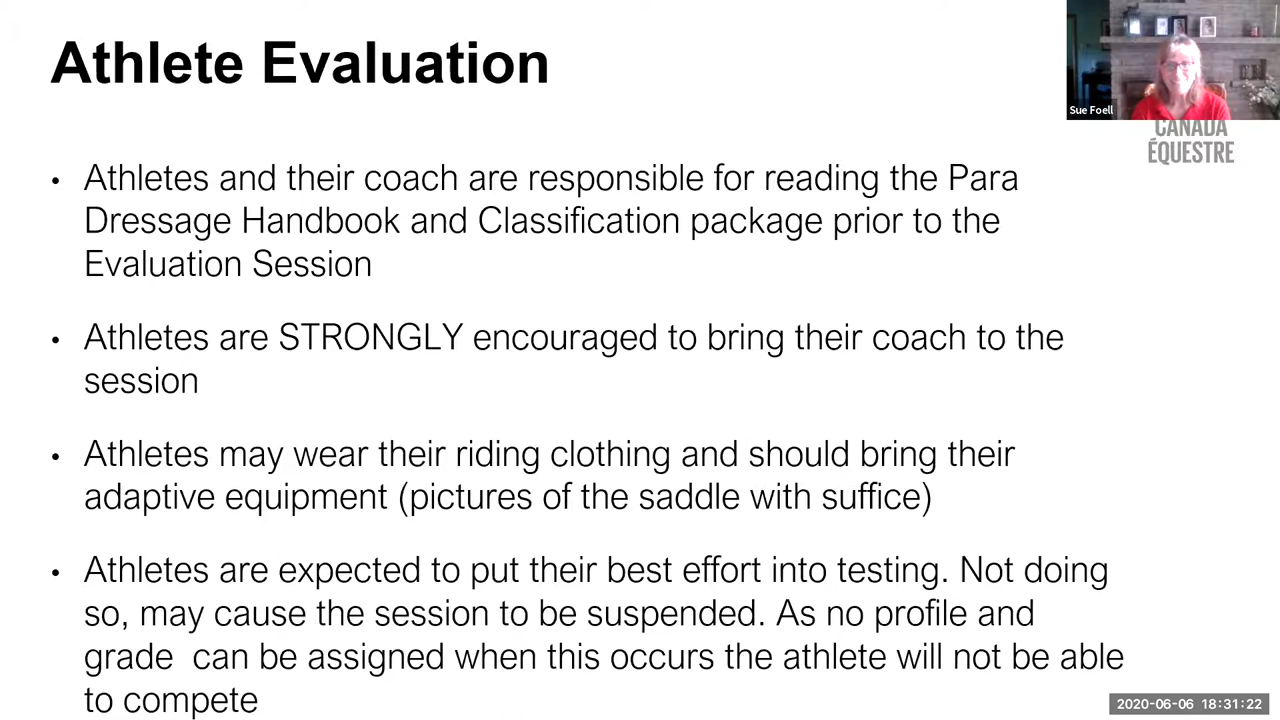 Athlete Evaluation
Sue Foell
CANADA
ÉQUESTRE
• Athletes and their coach are responsible for reading the Para
Dressage Handbook and Classification package prior to the
Evaluation Session
• Athletes are STRONGLY encouraged to bring their coach to the
session
• Athletes may wear their riding clothing and should bring their
adaptive equipment (pictures of the saddle with suffice)
• Athletes are expected to put their best effort into testing. Not doing
so, may cause the session to be suspended. As no profile and
grade  can be assigned when this occurs the athlete will not be able
to compete
2020-06-06 18:31:22